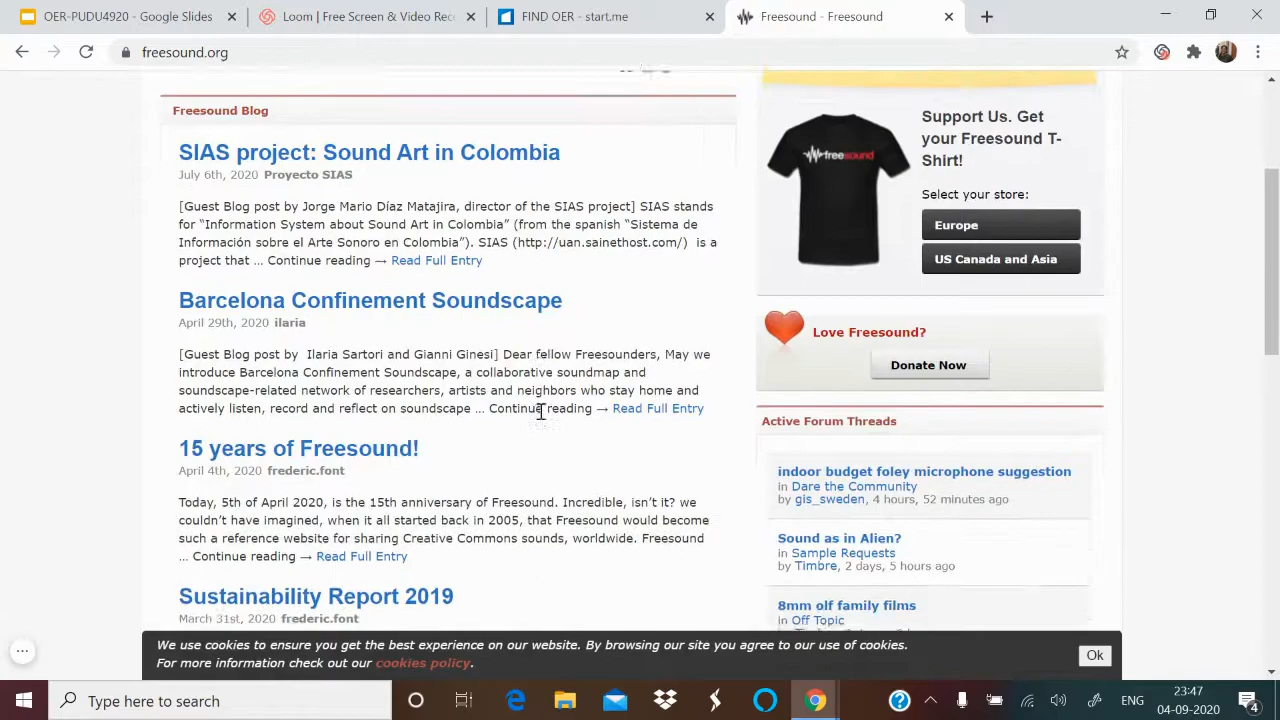 OER-PUDU4920 - Google Slides
Loom | Free Screen & Video Rec
FIND OER - start.me
Freesound - Freesound
freesound.org
Freesound Blog
SIAS project: Sound Art in Colombia
July 6th, 2020 Proyecto SIAS
[Guest Blog post by Jorge Mario Díaz Matajira, director of the SIAS project] SIAS stands
for “Information System about Sound Art in Colombia” (from the spanish “Sistema de
Información sobre el Arte Sonoro en Colombia”). SIAS (http://uan.sainethost.com/) is a
project that … Continue reading → Read Full Entry
Barcelona Confinement Soundscape
April 29th, 2020 ilaria
[Guest Blog post by Ilaria Sartori and Gianni Ginesi] Dear fellow Freesounders, May we
introduce Barcelona Confinement Soundscape, a collaborative soundmap and
soundscape-related network of researchers, artists and neighbors who stay home and
actively listen, record and reflect on soundscape … Continue reading → Read Full Entry
15 years of Freesound!
April 4th, 2020 frederic.font
Today, 5th of April 2020, is the 15th anniversary of Freesound. Incredible, isn’t it? we
couldn’t have imagined, when it all started back in 2005, that Freesound would become
such a reference website for sharing Creative Commons sounds, worldwide. Freesound
… Continue reading → Read Full Entry
Sustainability Report 2019
March 31st, 2020 frederic.font
freesound
Support Us. Get
your Freesound T-
Shirt!
Select your store:
Europe
US Canada and Asia
Love Freesound?
Donate Now
Active Forum Threads
indoor budget foley microphone suggestion
in Dare the Community
by gis_sweden, 4 hours, 52 minutes ago
Sound as in Alien?
in Sample Requests
by Timbre, 2 days, 5 hours ago
8mm olf family films
in Off Topic
We use cookies to ensure you get the best experience on our website. By browsing our site you agree to our use of cookies.
For more information check out our cookies policy.
Ok
Type here to search
ENG
23:47
04-09-2020
4